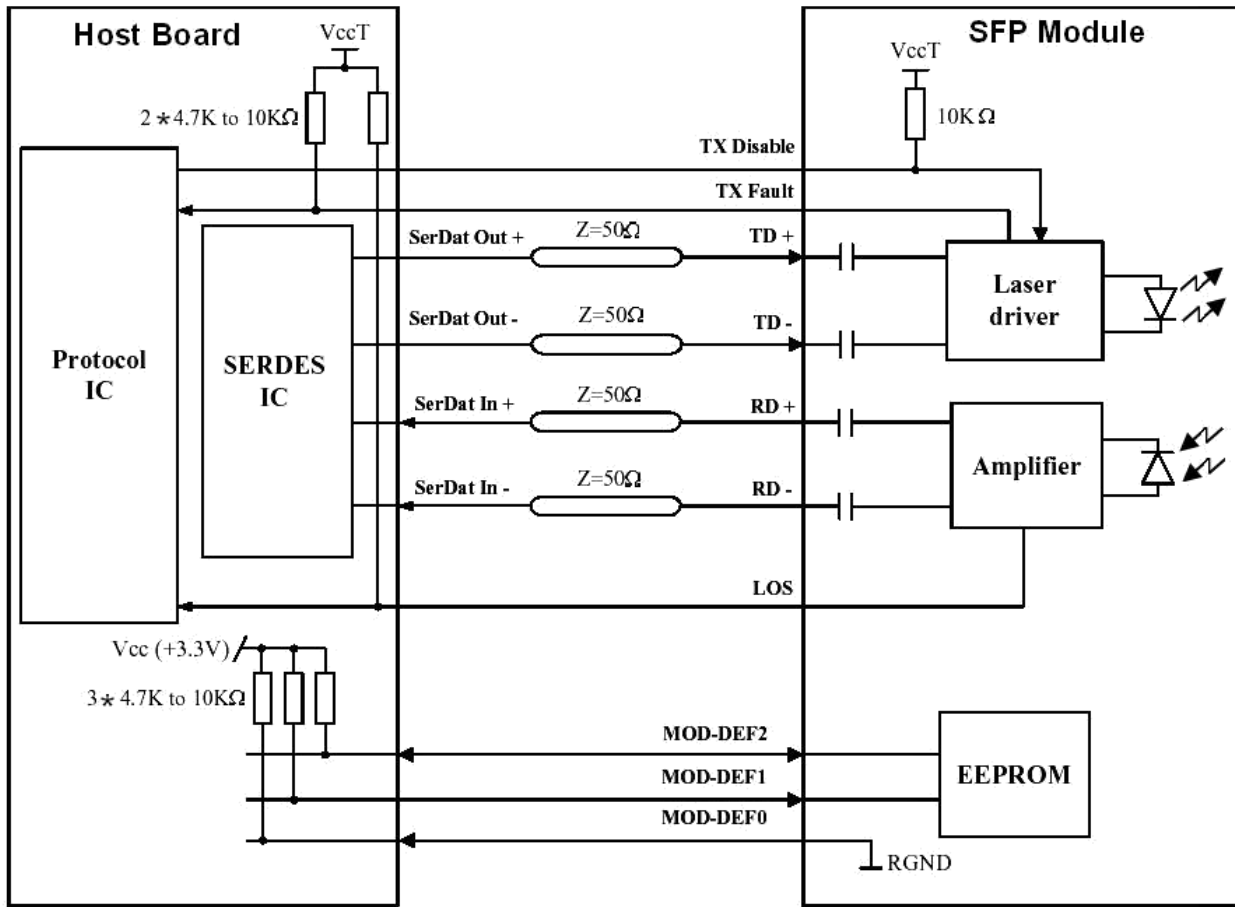 Host Board
SFP Module
VccT
VccT
2*4.7K to 10KΩ
10KΩ
TX Disable
TX Fault
SerDat Out +
Z=50Ω
TD +
SerDat Out -
Z=50Ω
TD -
Laser
driver
Protocol
IC
SERDES
IC
SerDat In +
Z=50Ω
RD +
SerDat In -
Z=50Ω
RD -
Amplifier
LOS
Vcc (+3.3V)
3*4.7K to 10KΩ
MOD-DEF2
MOD-DEF1
MOD-DEF0
EEPROM
RGND